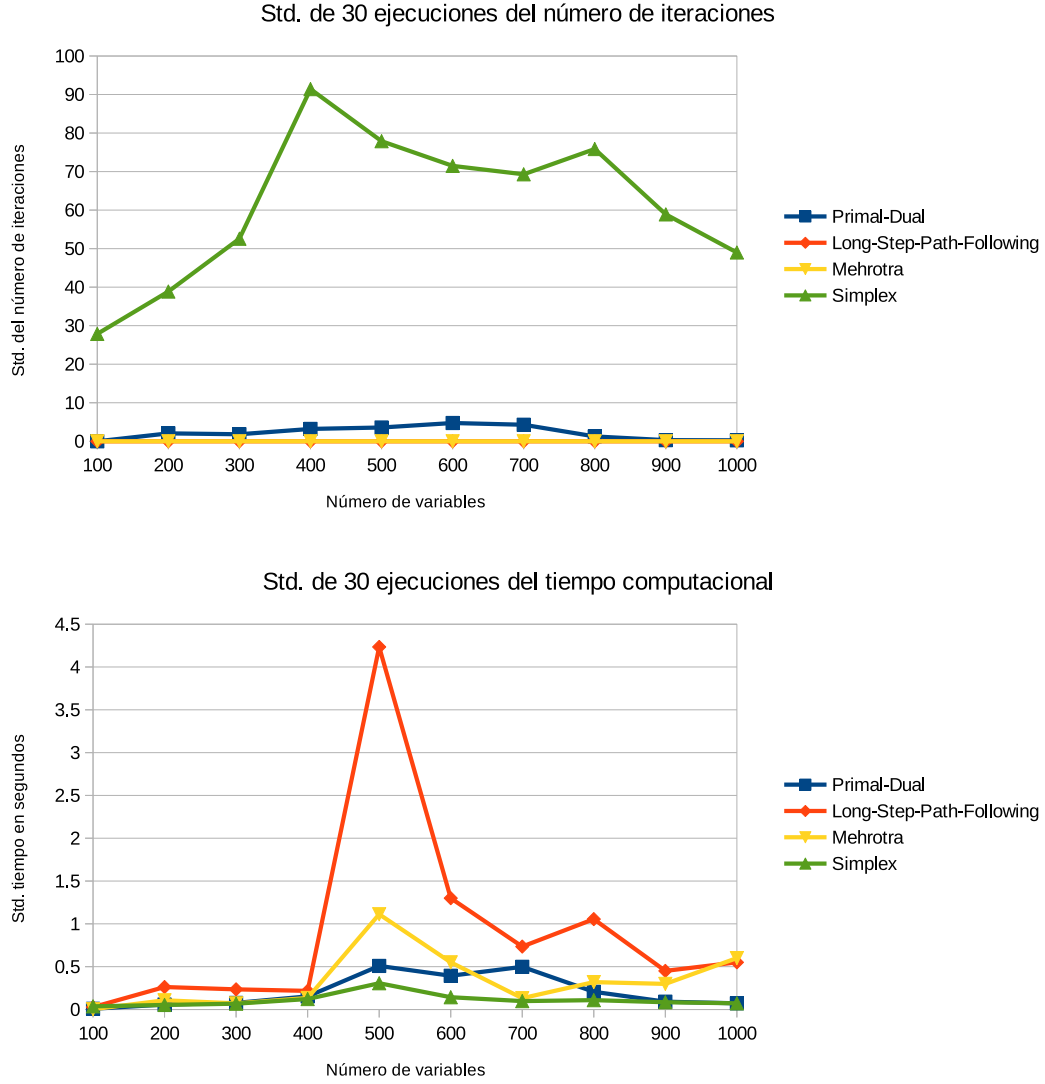 Std. de 30 ejecuciones del número de iteraciones
100
90
80
70
60
50
40
30
20
10
0
Std. del número de iteraciones
100 200 300 400 500 600 700 800 900 1000
Número de variables
Primal-Dual
Long-Step-Path-Following
Mehrotra
Simplex
Std. de 30 ejecuciones del tiempo computacional
4.5
4
3.5
3
2.5
2
1.5
1
0.5
0
Std. tiempo en segundos
100 200 300 400 500 600 700 800 900 1000
Número de variables
Primal-Dual
Long-Step-Path-Following
Mehrotra
Simplex